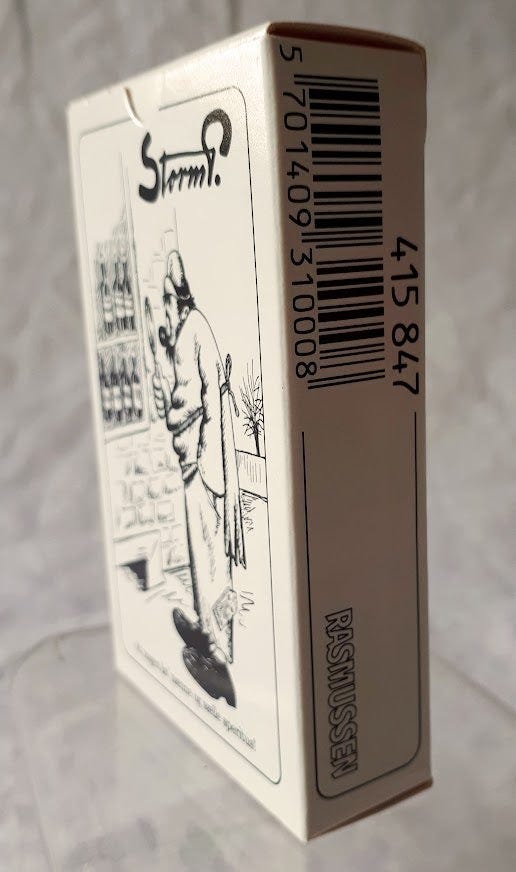 G.
Storm.
5 701409 310008
415 847
RASMUSSEN